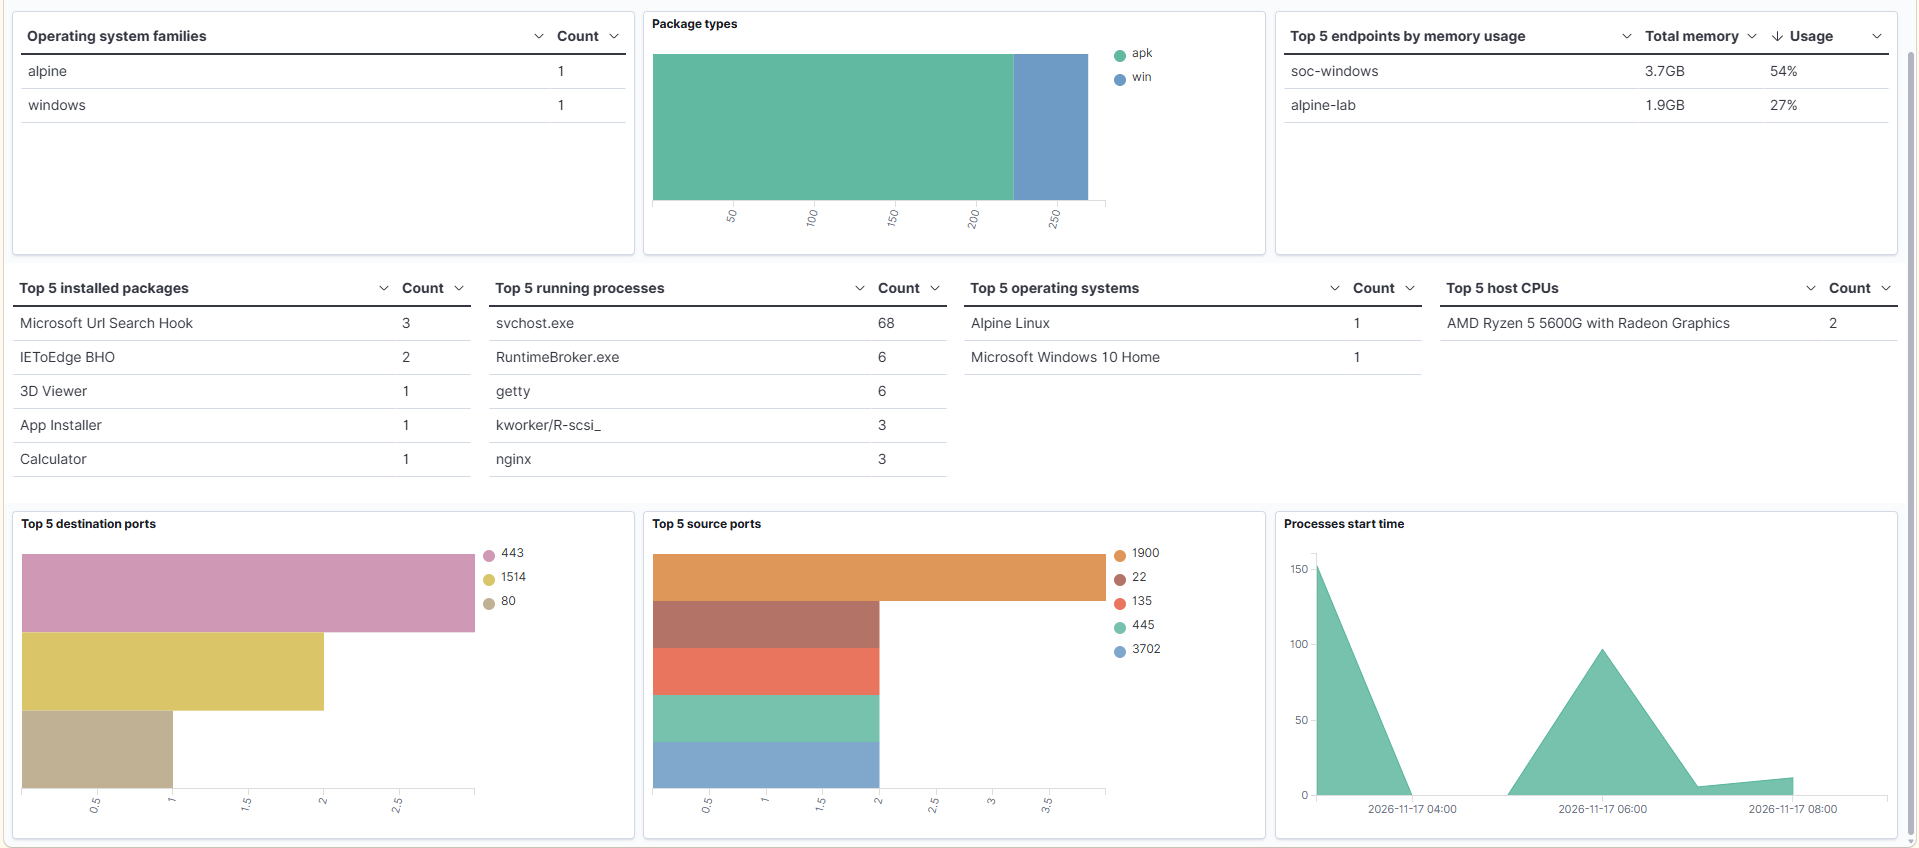 Operating system families Count
alpine 1
windows 1
Package types
apk
win
50 100 150 200 250
Top 5 endpoints by memory usage Total memory Usage
soc-windows 3.7GB 54%
alpine-lab 1.9GB 27%
Top 5 installed packages Count
Microsoft Url Search Hook 3
IEToEdge BHO 2
3D Viewer 1
App Installer 1
Calculator 1
Top 5 running processes Count
svchost.exe 68
RuntimeBroker.exe 6
getty 6
kworker/R-scsi_ 3
nginx 3
Top 5 operating systems Count
Alpine Linux 1
Microsoft Windows 10 Home 1
Top 5 host CPUs Count
AMD Ryzen 5 5600G with Radeon Graphics 2
Top 5 destination ports
443
1514
80
0.5 1 1.5 2 2.5
Top 5 source ports
1900
22
135
445
3702
0.5 1 1.5 2 2.5 3 3.5
Processes start time
150
100
50
0
2026-11-17 04:00 2026-11-17 06:00 2026-11-17 08:00